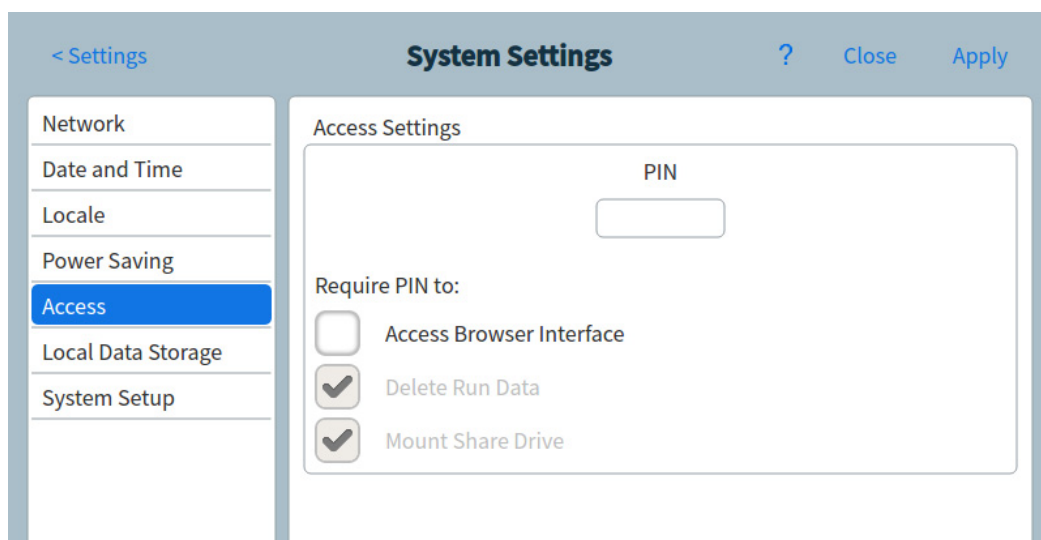 < Settings
System Settings
?
Close
Apply
Network
Date and Time
Locale
Power Saving
Access
Local Data Storage
System Setup
Access Settings
PIN
Require PIN to:
Access Browser Interface
Delete Run Data
Mount Share Drive